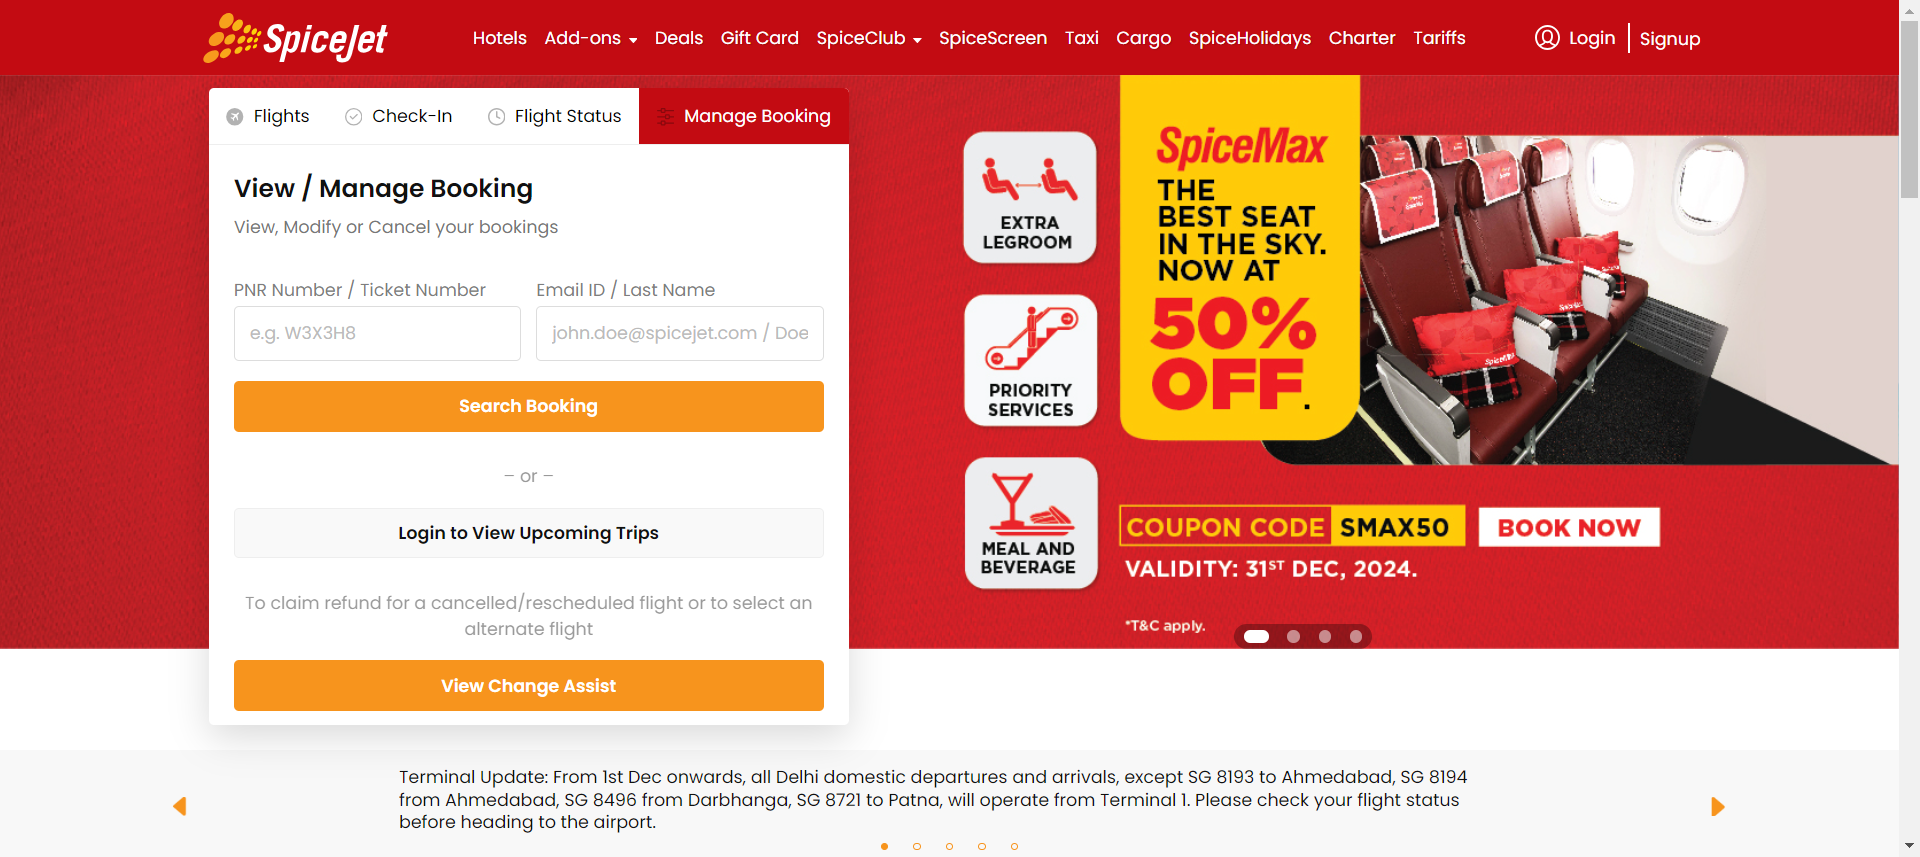 SpiceJet
Hotels Add-ons Deals Gift Card SpiceClub SpiceScreen Taxi Cargo SpiceHolidays Charter Tariffs Login Signup
Flights Check-In Flight Status Manage Booking
View / Manage Booking
View, Modify or Cancel your bookings
PNR Number / Ticket Number Email ID / Last Name
e.g. W3X3H8 john.doe@spicejet.com / Doe
Search Booking
– or –
Login to View Upcoming Trips
To claim refund for a cancelled/rescheduled flight or to select an
alternate flight
View Change Assist
EXTRA
LEGROOM
PRIORITY
SERVICES
MEAL AND
BEVERAGE
SpiceMax
THE
BEST SEAT
IN THE SKY.
NOW AT
50%
OFF.
SpiceMax
COUPON CODE SMAX50 BOOK NOW
VALIDITY: 31ST DEC, 2024.
*T&C apply.
Terminal Update: From 1st Dec onwards, all Delhi domestic departures and arrivals, except SG 8193 to Ahmedabad, SG 8194
from Ahmedabad, SG 8496 from Darbhanga, SG 8721 to Patna, will operate from Terminal 1. Please check your flight status
before heading to the airport.